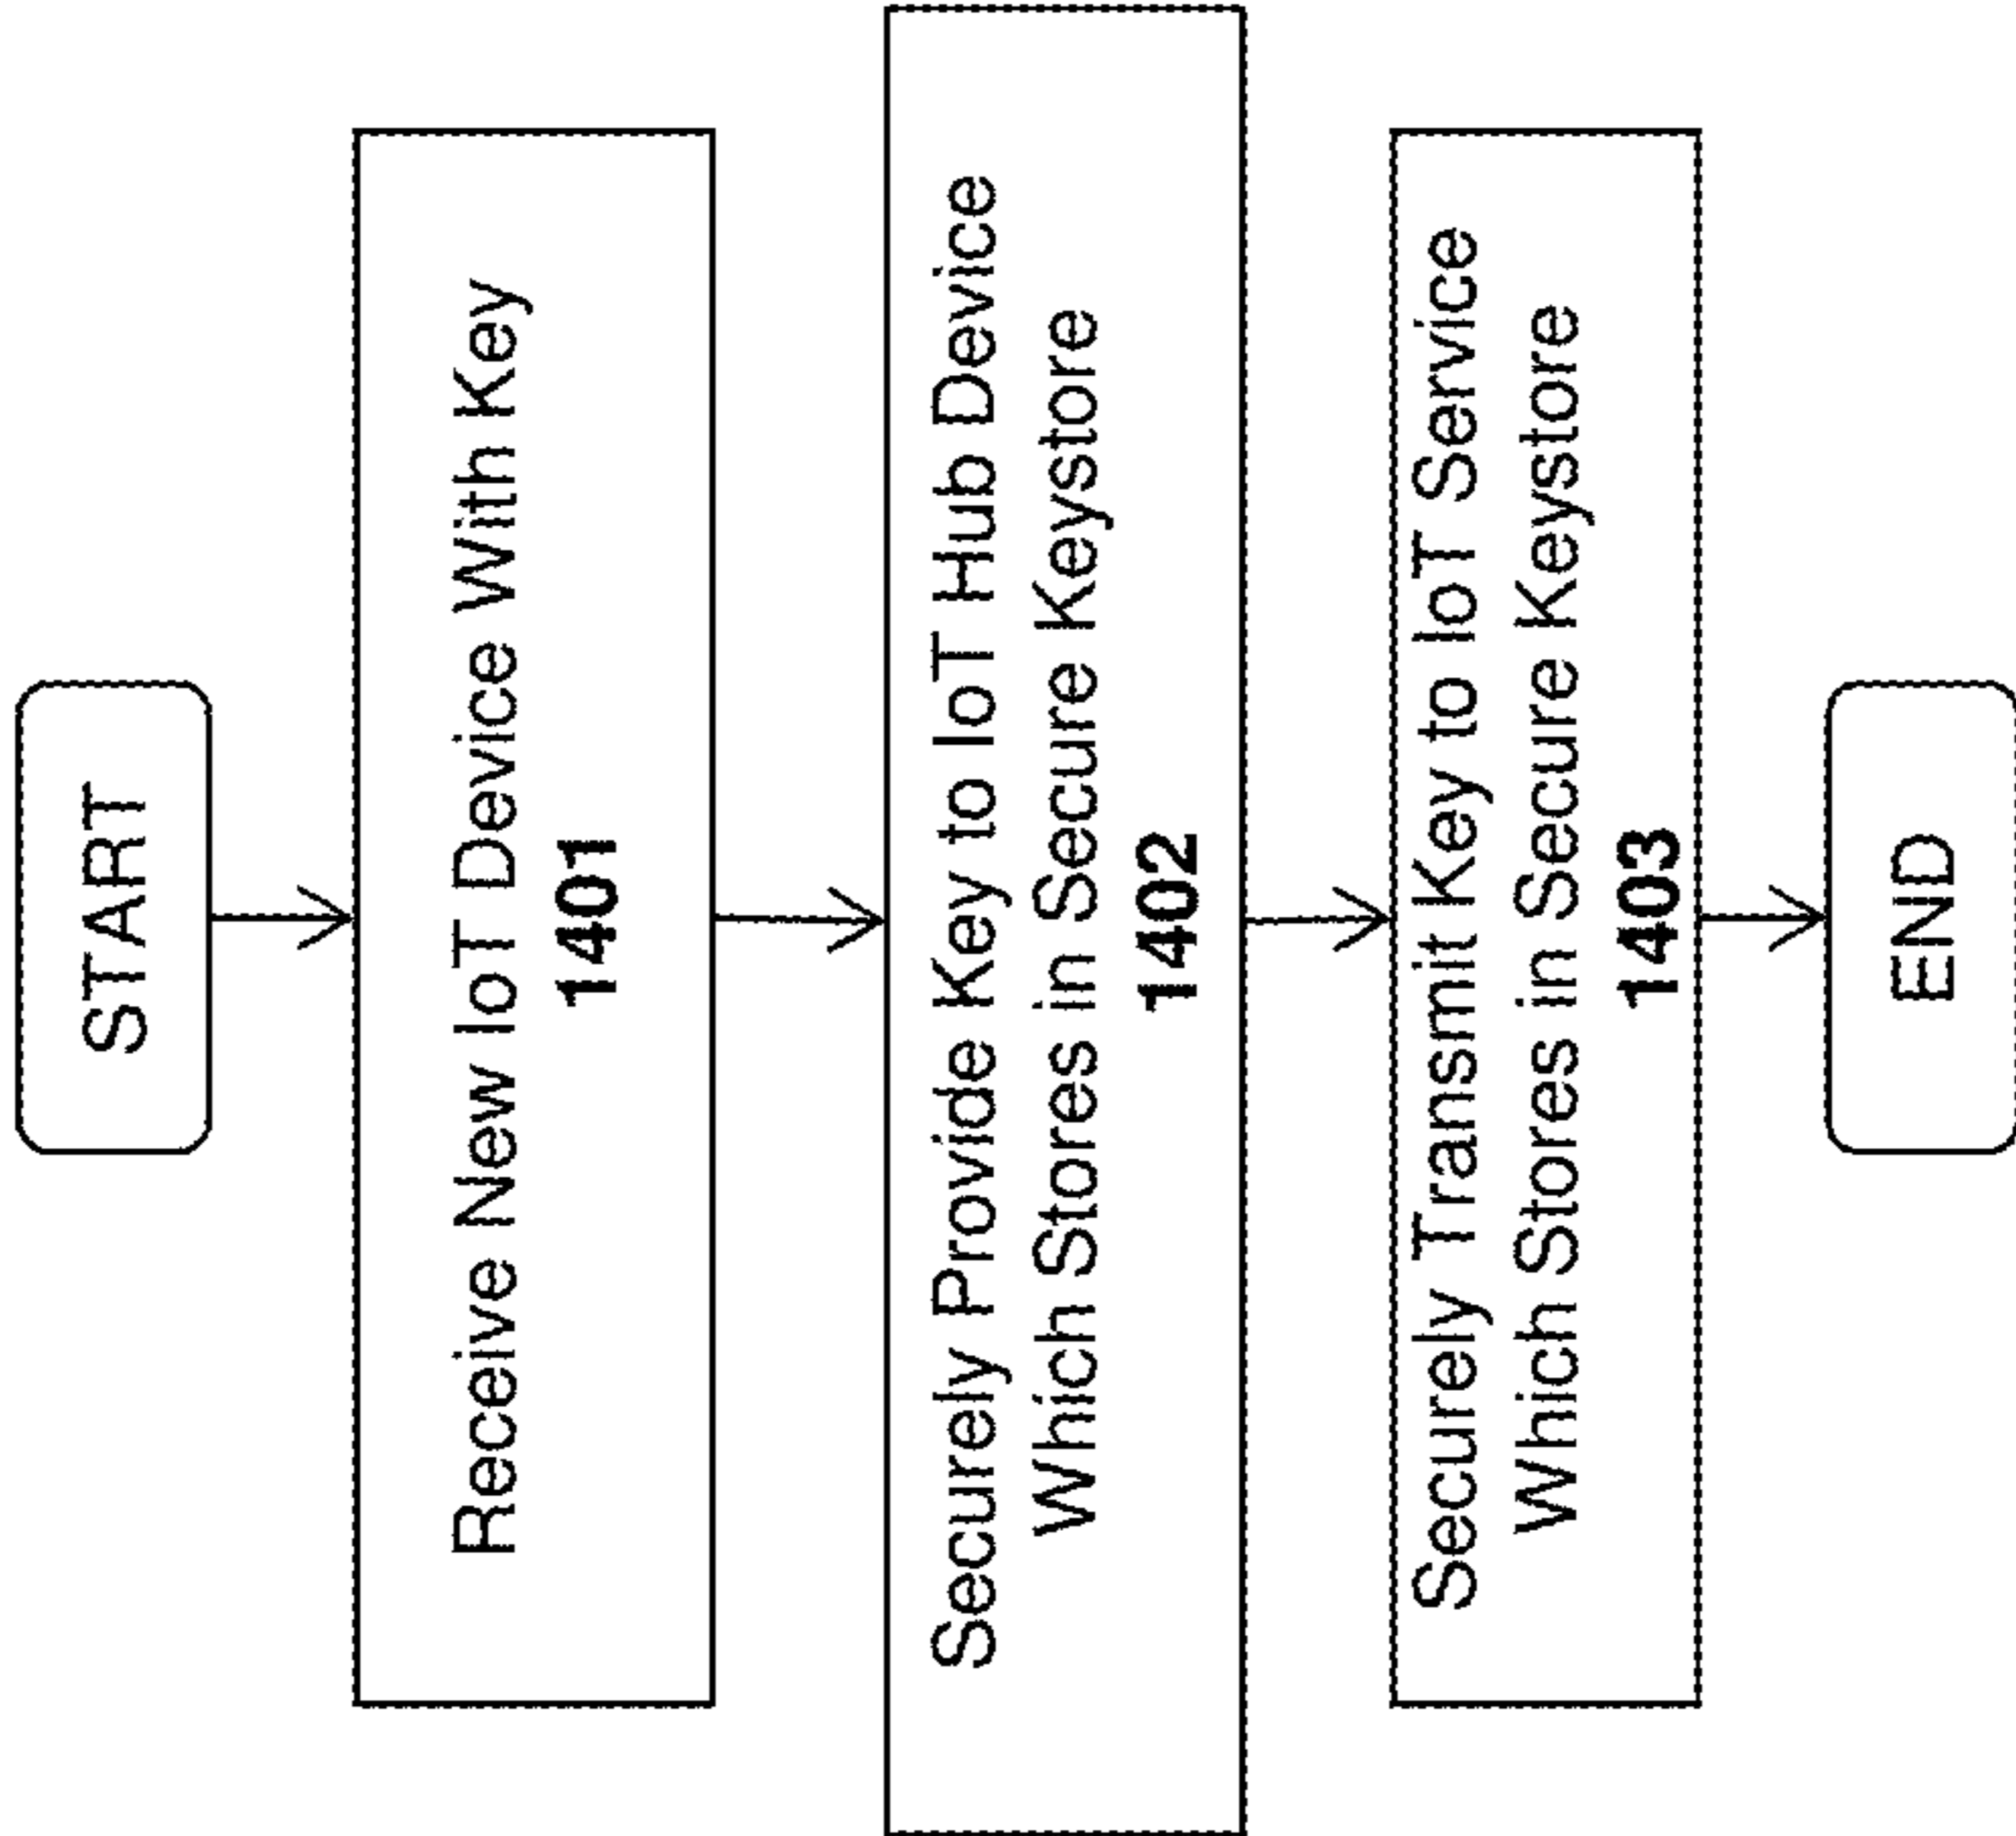 START
Receive New IoT Device With Key
1401
Securely Provide Key to IoT Hub Device
Which Stores in Secure Keystore
1402
Securely Transmit Key to IoT Service
Which Stores in Secure Keystore
1403
END